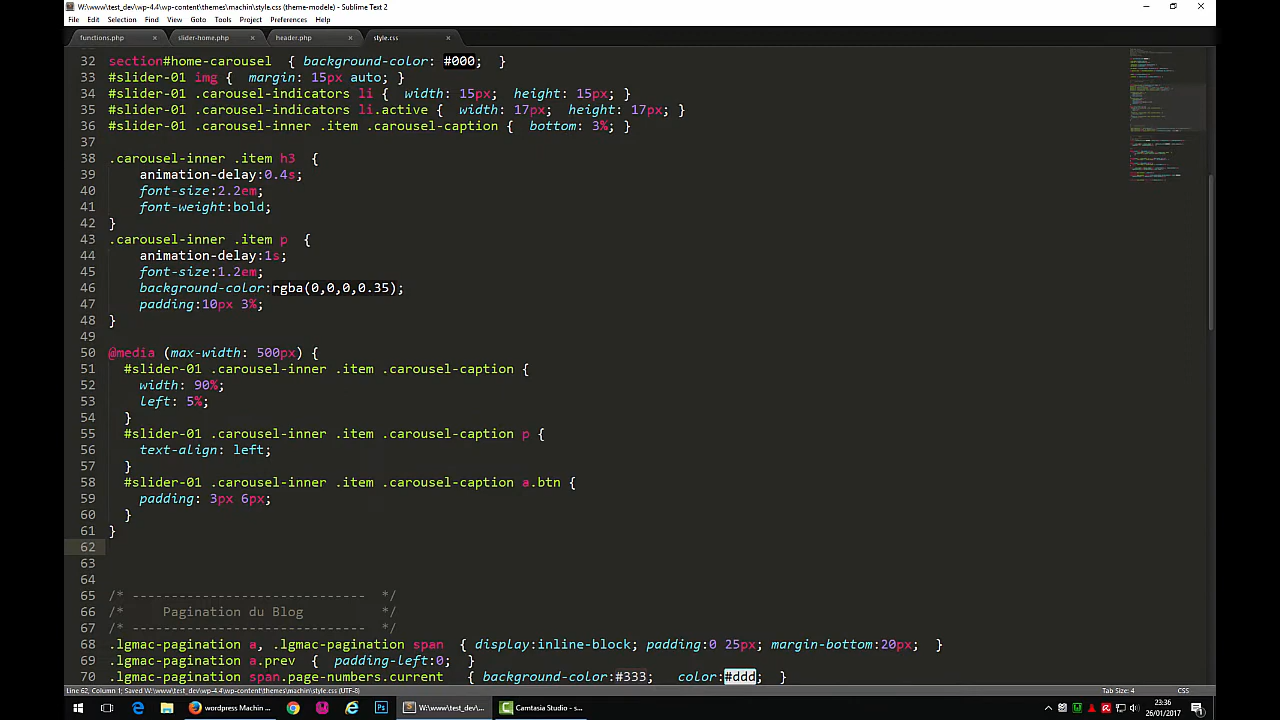 W:\www\test_dev\wp-4.4\wp-content\themes\machin\style.css (theme-modele) - Sublime Text 2
File Edit Selection Find View Goto Tools Project Preferences Help
functions.php × slider-home.php × header.php × style.css ×
32 section#home-carousel { background-color: #000; }
33 #slider-01 img { margin: 15px auto; }
34 #slider-01 .carousel-indicators li { width: 15px; height: 15px; }
35 #slider-01 .carousel-indicators li.active { width: 17px; height: 17px; }
36 #slider-01 .carousel-inner .item .carousel-caption { bottom: 3%; }
37
38 .carousel-inner .item h3 {
39 animation-delay:0.4s;
40 font-size:2.2em;
41 font-weight:bold;
42 }
43 .carousel-inner .item p {
44 animation-delay:1s;
45 font-size:1.2em;
46 background-color:rgba(0,0,0,0.35);
47 padding:10px 3%;
48 }
49
50 @media (max-width: 500px) {
51 #slider-01 .carousel-inner .item .carousel-caption {
52 width: 90%;
53 left: 5%;
54 }
55 #slider-01 .carousel-inner .item .carousel-caption p {
56 text-align: left;
57 }
58 #slider-01 .carousel-inner .item .carousel-caption a.btn {
59 padding: 3px 6px;
60 }
61 }
62
63
64
65 /* ------------------------------ */
66 /* Pagination du Blog */
67 /* ------------------------------ */
68 .lgmac-pagination a, .lgmac-pagination span { display:inline-block; padding:0 25px; margin-bottom:20px; }
69 .lgmac-pagination a.prev { padding-left:0; }
70 .lgmac-pagination span.page-numbers.current { background-color:#333; color:#ddd; }
Line 62, Column 1; Saved W:\www\test_dev\wp-4.4\wp-content\themes\machin\style.css (UTF-8) Tab Size: 4 CSS
wordpress Machin ... W:\www\test_dev\w... Camtasia Studio - s... 23:36
26/01/2017